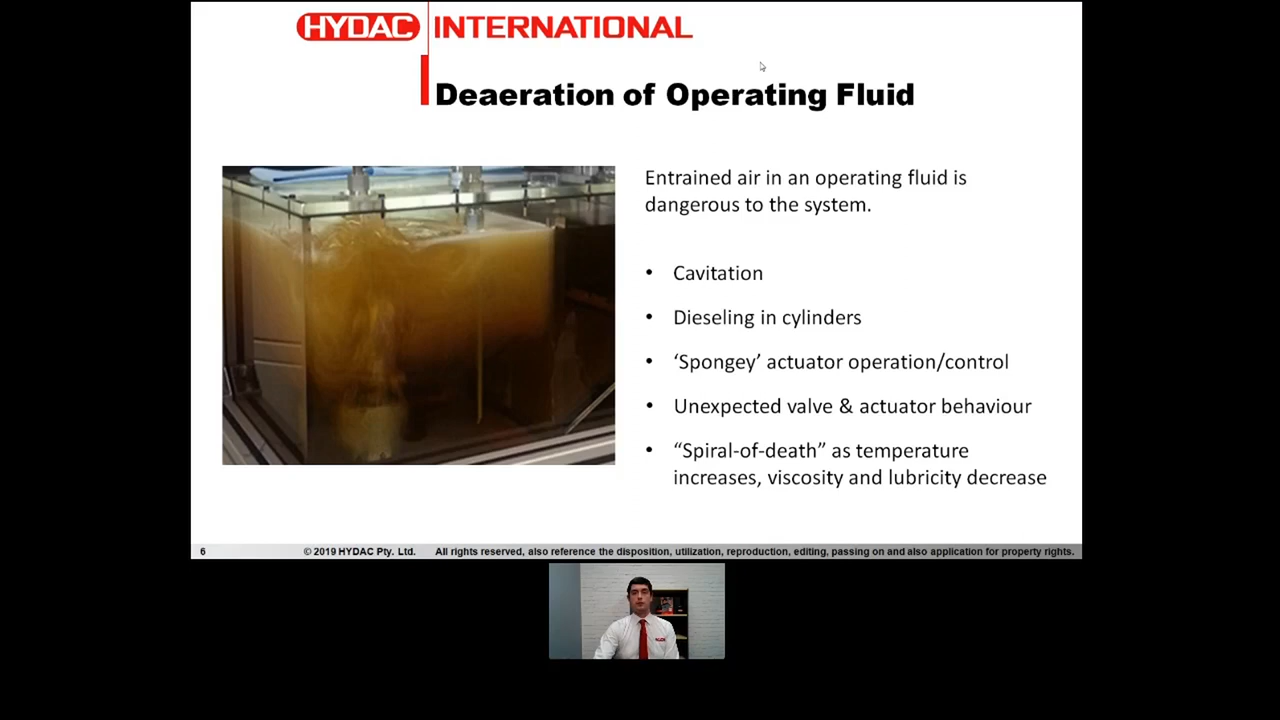 HYDAC INTERNATIONAL
Deaeration of Operating Fluid
Entrained air in an operating fluid is
dangerous to the system.
• Cavitation
• Dieseling in cylinders
• ‘Spongey’ actuator operation/control
• Unexpected valve & actuator behaviour
• “Spiral-of-death” as temperature
increases, viscosity and lubricity decrease
6 © 2019 HYDAC Pty. Ltd. All rights reserved, also reference the disposition, utilization, reproduction, editing, passing on and also application for property rights.